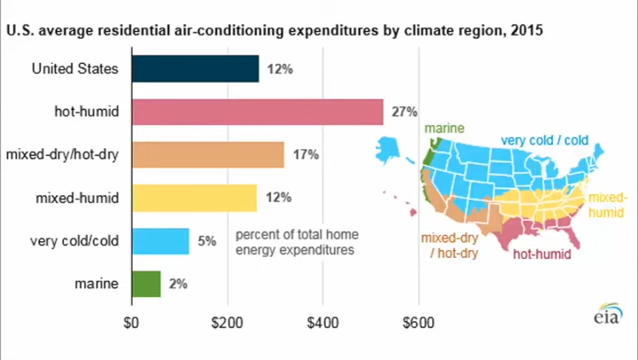 U.S. average residential air-conditioning expenditures by climate region, 2015
United States
12%
hot-humid
27%
mixed-dry/hot-dry
17%
mixed-humid
12%
very cold/cold
5%
marine
2%
percent of total home
energy expenditures
$0
$200
$400
$600
marine
very cold / cold
mixed-
humid
mixed-dry
/ hot-dry
hot-humid
eia